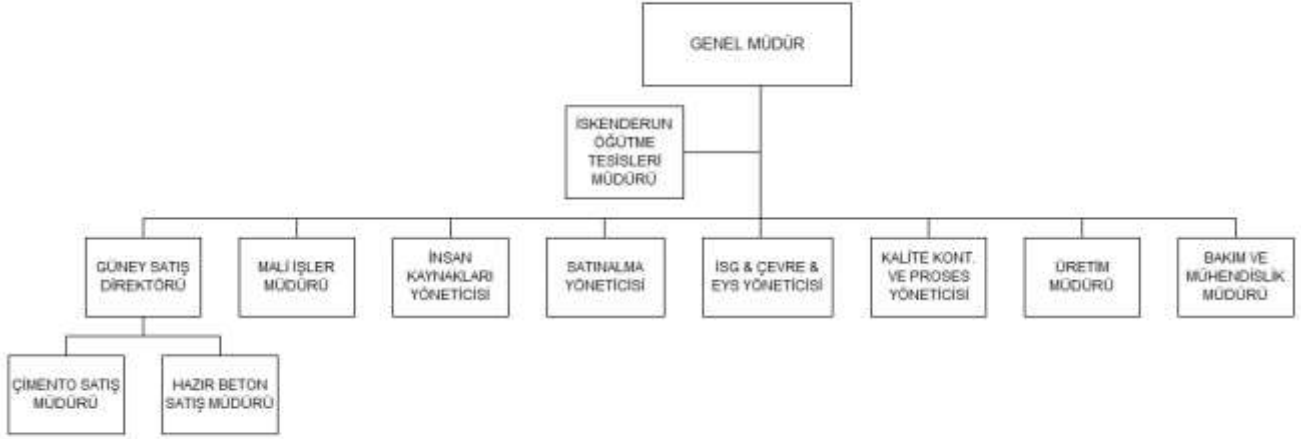 GENEL MÜDÜR
İSKENDERUN
ÖĞÜTME
TESİSLERİ
MÜDÜRÜ
GÜNEY SATIŞ
DİREKTÖRÜ
MALİ İŞLER
MÜDÜRÜ
İNSAN
KAYNAKLARI
YÖNETİCİSİ
SATINALMA
YÖNETİCİSİ
İSG & ÇEVRE &
EYS YÖNETİCİSİ
KALİTE KONT.
VE PROSES
YÖNETİCİSİ
ÜRETİM
MÜDÜRÜ
BAKIM VE
MÜHENDİSLİK
MÜDÜRÜ
ÇİMENTO SATIŞ
MÜDÜRÜ
HAZIR BETON
SATIŞ MÜDÜRÜ